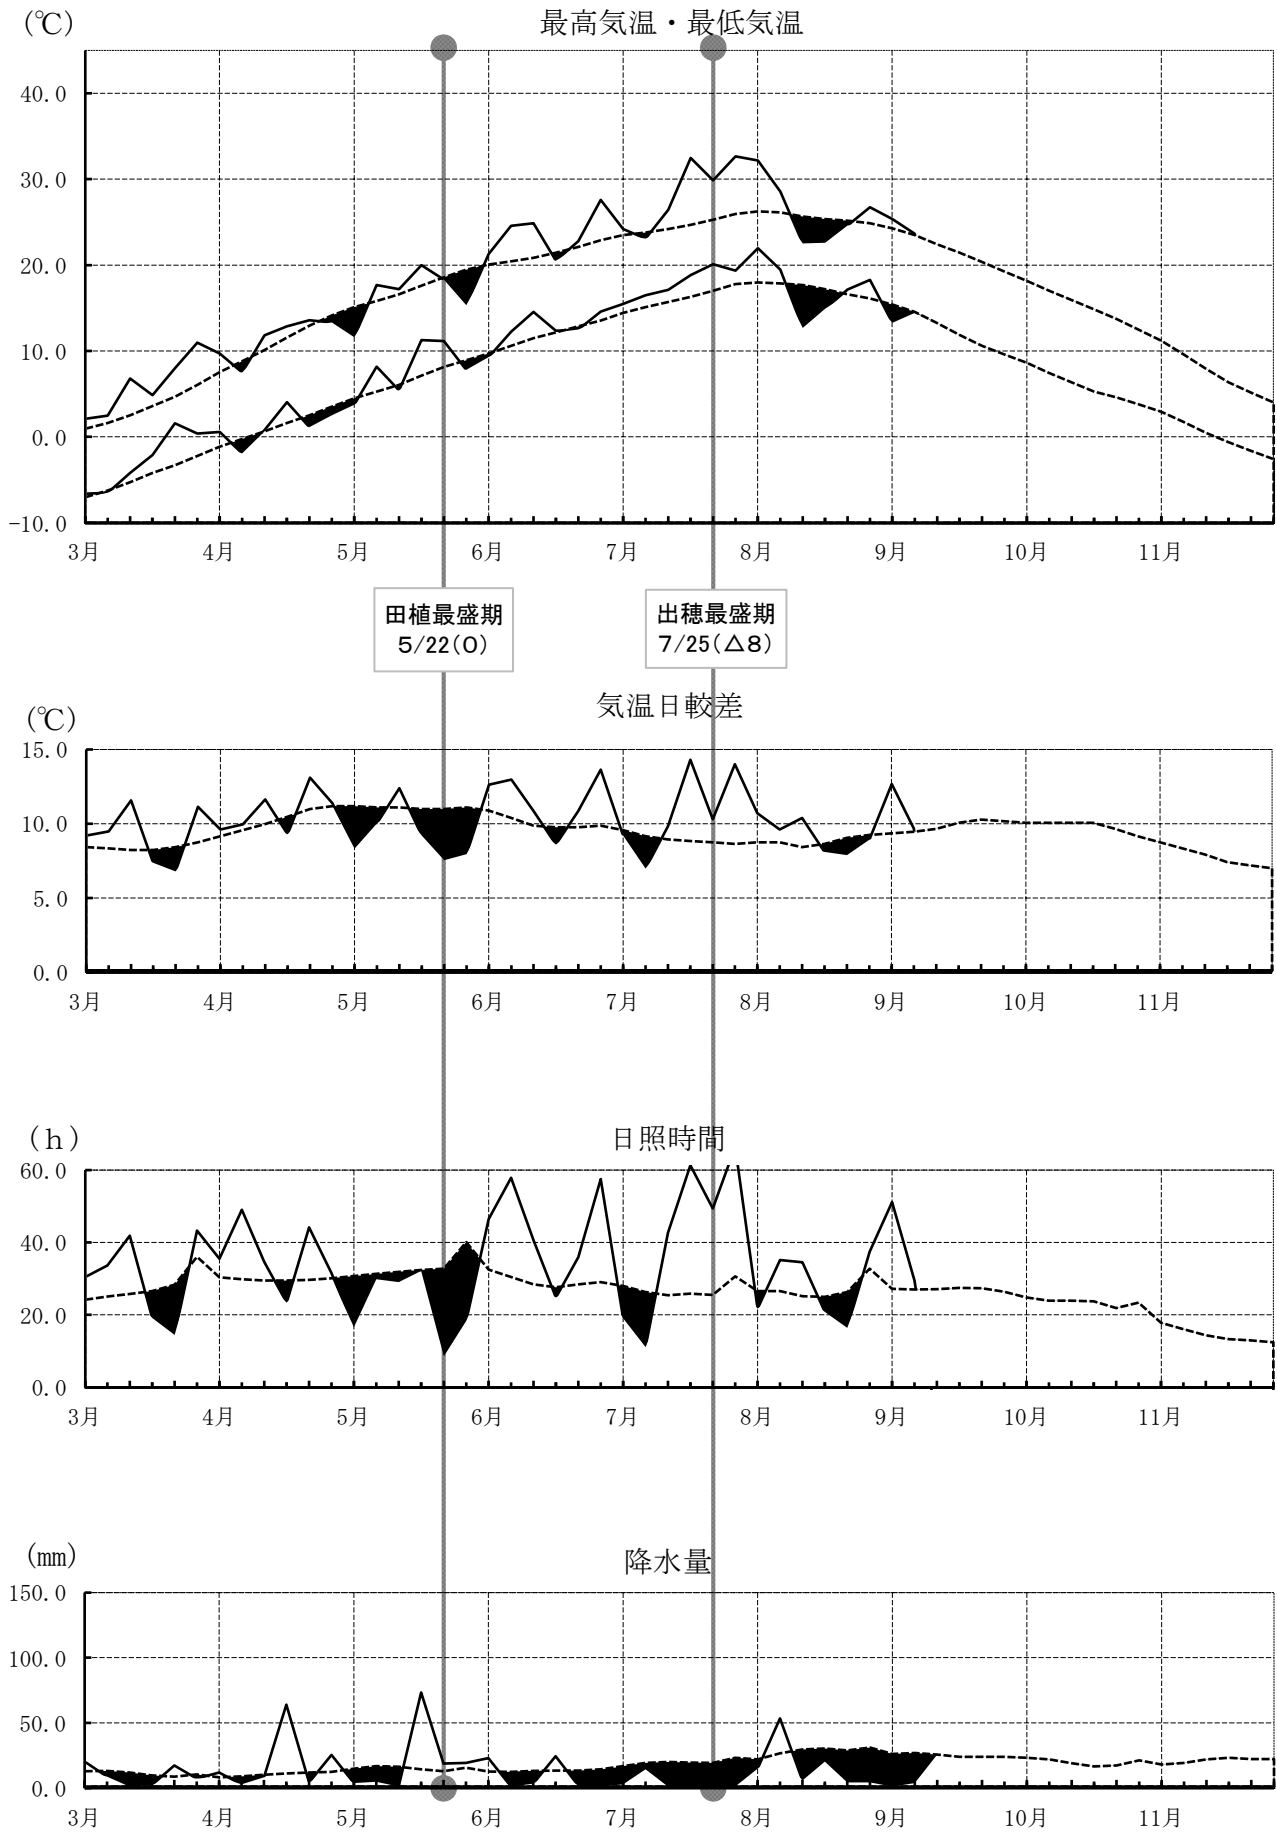 (℃)
最高気温・最低気温
40.0
30.0
20.0
10.0
0.0
-10.0
3月 4月 5月 6月 7月 8月 9月 10月 11月
田植最盛期
5/22(0)
出穂最盛期
7/25(△8)
気温日較差
(℃)
15.0
10.0
5.0
0.0
3月 4月 5月 6月 7月 8月 9月 10月 11月
(ｈ)
日照時間
60.0
40.0
20.0
0.0
3月 4月 5月 6月 7月 8月 9月 10月 11月
(mm)
降水量
150.0
100.0
50.0
0.0
3月 4月 5月 6月 7月 8月 9月 10月 11月